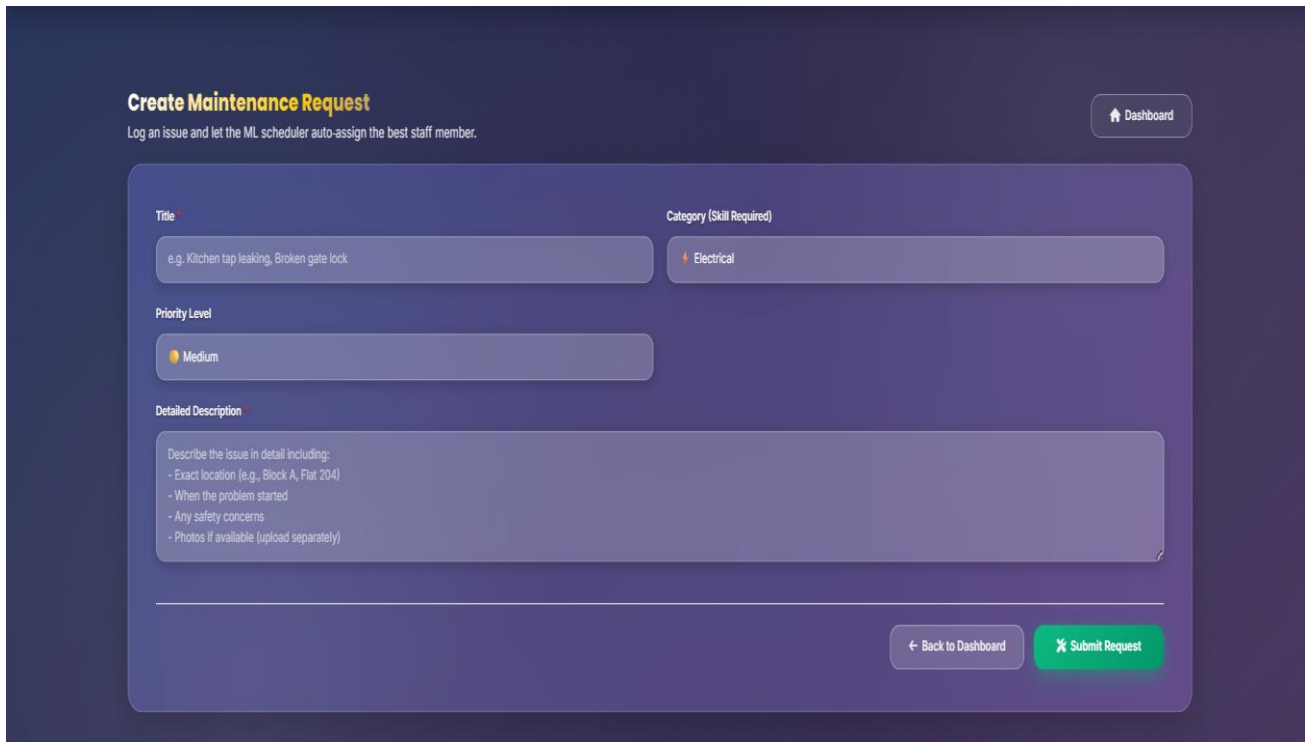 Create Maintenance Request
Log an issue and let the ML scheduler auto-assign the best staff member.
Dashboard
Title *
Category (Skill Required)
e.g. Kitchen tap leaking, Broken gate lock
Electrical
Priority Level
Medium
Detailed Description *
Describe the issue in detail including:
- Exact location (e.g., Block A, Flat 204)
- When the problem started
- Any safety concerns
- Photos if available (upload separately)
← Back to Dashboard
Submit Request